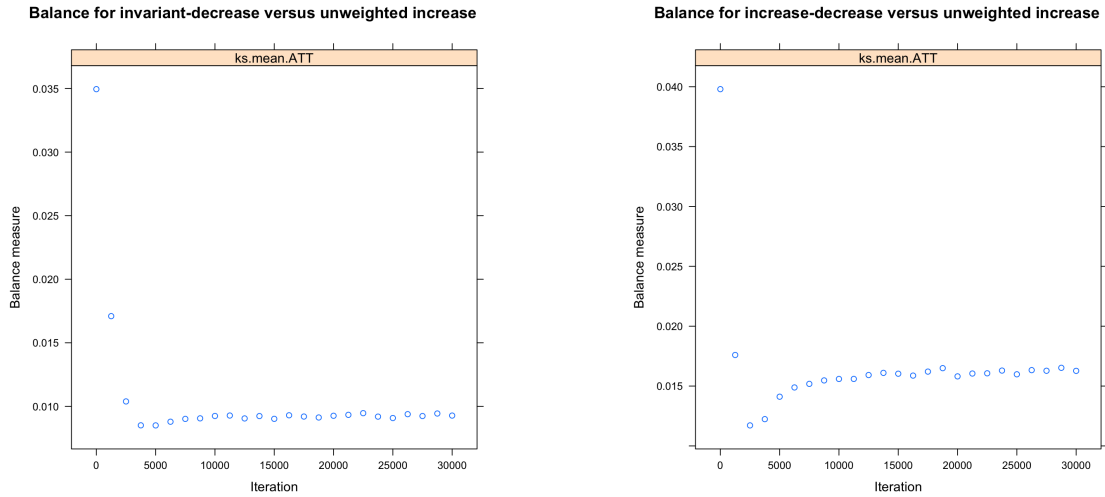 Balance for invariant-decrease versus unweighted increase
ks.mean.ATT
0.035
0.030
0.025
0.020
0.015
0.010
Balance measure
0 5000 10000 15000 20000 25000 30000
Iteration
Balance for increase-decrease versus unweighted increase
ks.mean.ATT
0.040
0.035
0.030
0.025
0.020
0.015
Balance measure
0 5000 10000 15000 20000 25000 30000
Iteration